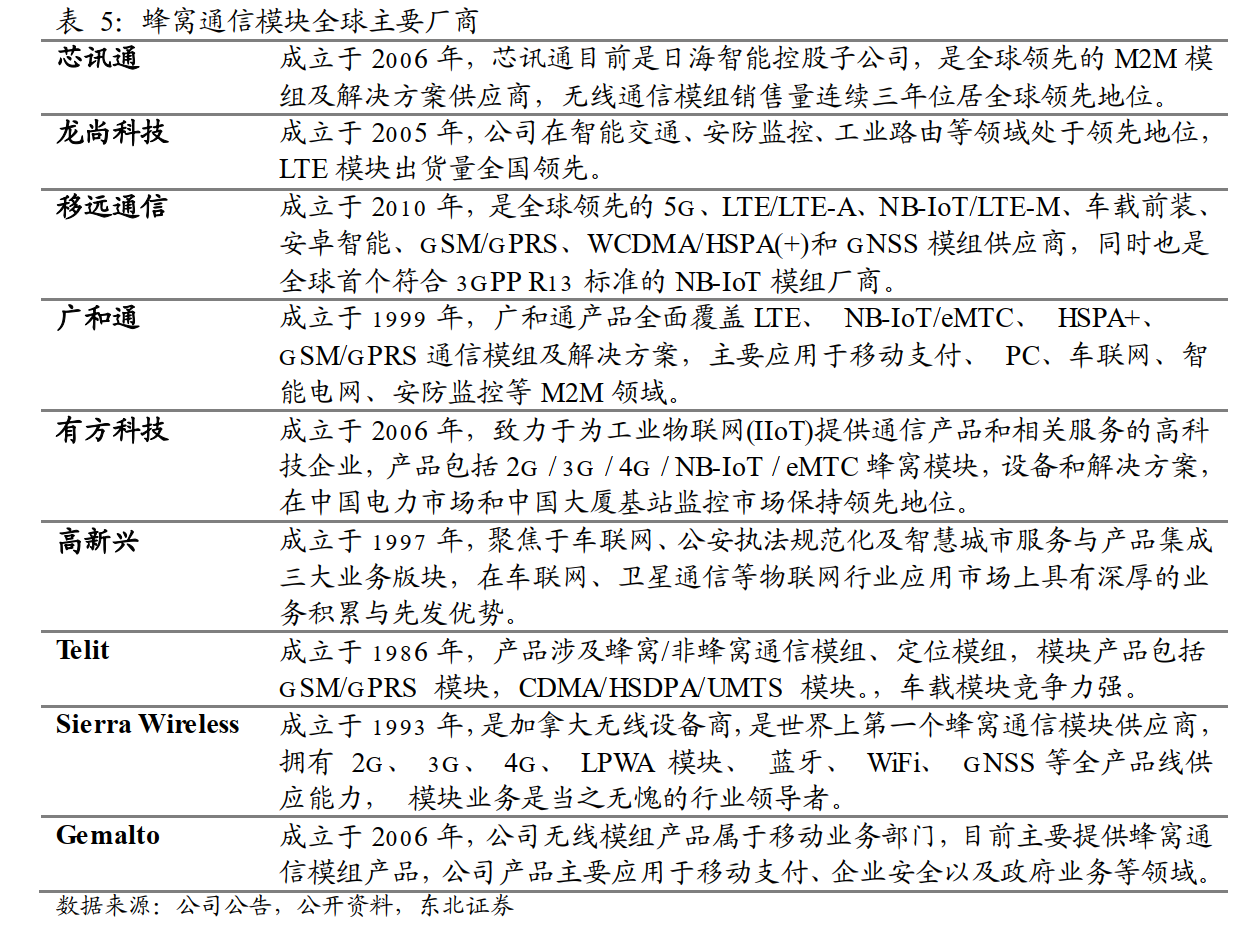 表 5：蜂窝通信模块全球主要厂商
芯讯通 成立于 2006 年，芯讯通目前是日海智能控股子公司，是全球领先的 M2M 模
组及解决方案供应商，无线通信模组销售量连续三年位居全球领先地位。
龙尚科技 成立于 2005 年，公司在智能交通、安防监控、工业路由等领域处于领先地位，
LTE 模块出货量全国领先。
移远通信 成立于 2010 年，是全球领先的 5G、LTE/LTE-A、NB-IoT/LTE-M、车载前装、
安卓智能、GSM/GPRS、WCDMA/HSPA(+)和 GNSS 模组供应商，同时也是
全球首个符合 3GPP R13 标准的 NB-IoT 模组厂商。
广和通 成立于 1999 年，广和通产品全面覆盖 LTE、 NB-IoT/eMTC、 HSPA+、
GSM/GPRS 通信模组及解决方案，主要应用于移动支付、 PC、车联网、智
能电网、安防监控等 M2M 领域。
有方科技 成立于 2006 年，致力于为工业物联网(IIoT)提供通信产品和相关服务的高科
技企业，产品包括 2G / 3G / 4G / NB-IoT / eMTC 蜂窝模块，设备和解决方案，
在中国电力市场和中国大厦基站监控市场保持领先地位。
高新兴 成立于 1997 年，聚焦于车联网、公安执法规范化及智慧城市服务与产品集成
三大业务版块，在车联网、卫星通信等物联网行业应用市场上具有深厚的业
务积累与先发优势。
Telit 成立于 1986 年，产品涉及蜂窝/非蜂窝通信模组、定位模组，模块产品包括
GSM/GPRS 模块，CDMA/HSDPA/UMTS 模块。，车载模块竞争力强。
Sierra Wireless 成立于 1993 年，是加拿大无线设备商，是世界上第一个蜂窝通信模块供应商，
拥有 2G、 3G、 4G、 LPWA 模块、 蓝牙、 WiFi、 GNSS 等全产品线供
应能力， 模块业务是当之无愧的行业领导者。
Gemalto 成立于 2006 年，公司无线模组产品属于移动业务部门，目前主要提供蜂窝通
信模组产品，公司产品主要应用于移动支付、企业安全以及政府业务等领域。
数据来源：公司公告，公开资料，东北证券